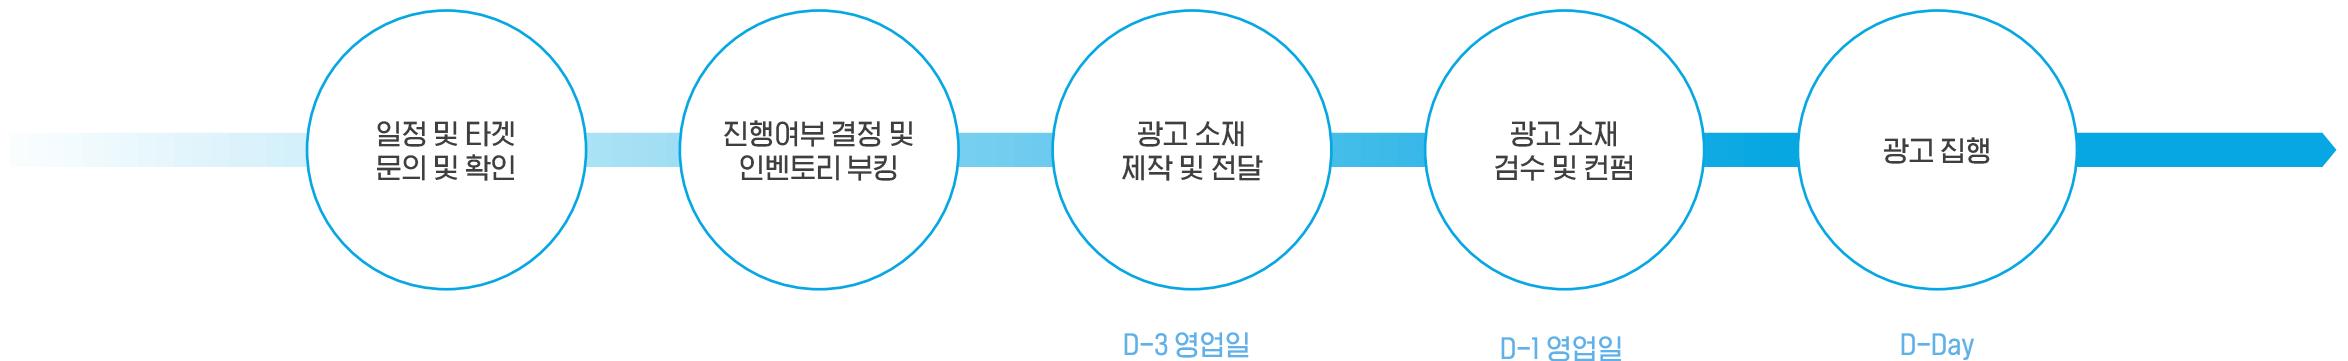 일정 및 타겟
문의 및 확인
진행여부 결정 및
인벤토리 부킹
광고 소재
제작 및 전달
광고 소재
검수 및 컨펌
광고 집행
D-3 영업일
D-1 영업일
D-Day